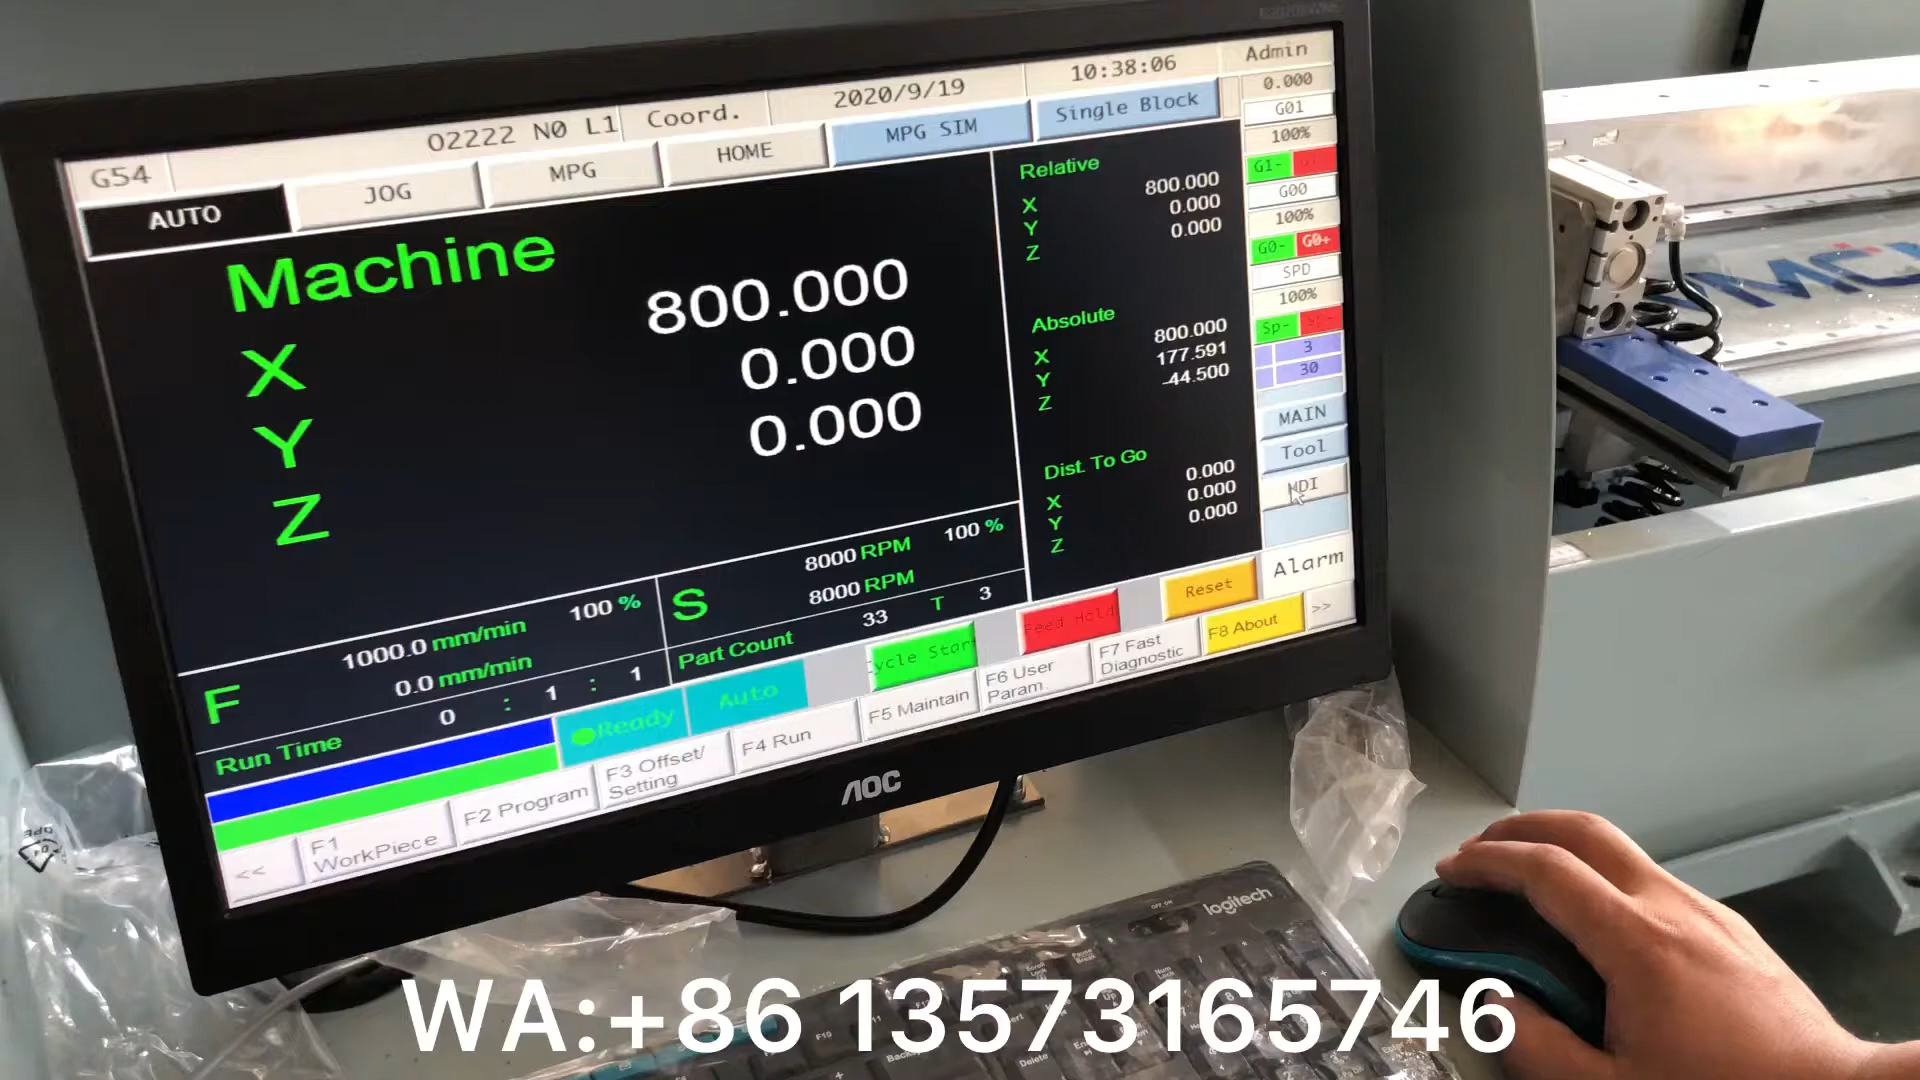 Admin
2020/9/19 10:38:06
G54 O2222 N0 L1 Coord.
AUTO JOG MPG HOME MPG SIM Single Block
0.000
G01
100%
G1-
G00
100%
G0- G0+
SPD
100%
Sp-
3
30
MAIN
Tool
MDI
Alarm
Machine
X 800.000
Y 0.000
Z 0.000
Relative
X 800.000
Y 0.000
Z 0.000
Absolute
X 800.000
Y 177.591
Z -44.500
Dist. To Go
X 0.000
Y 0.000
Z 0.000
F 1000.0 mm/min 100 %
0.0 mm/min
S 8000 RPM 100 %
8000 RPM
Run Time 0 : 1 : 1
Part Count 33 T 3
Ready Auto Cycle Start Feed Hold Reset
<< F1 WorkPiece
F2 Program
F3 Offset/
Setting
F4 Run
F5 Maintain
F6 User
Param.
F7 Fast
Diagnostic
F8 About
>>
AOC
logitech
WA:+86 13573165746